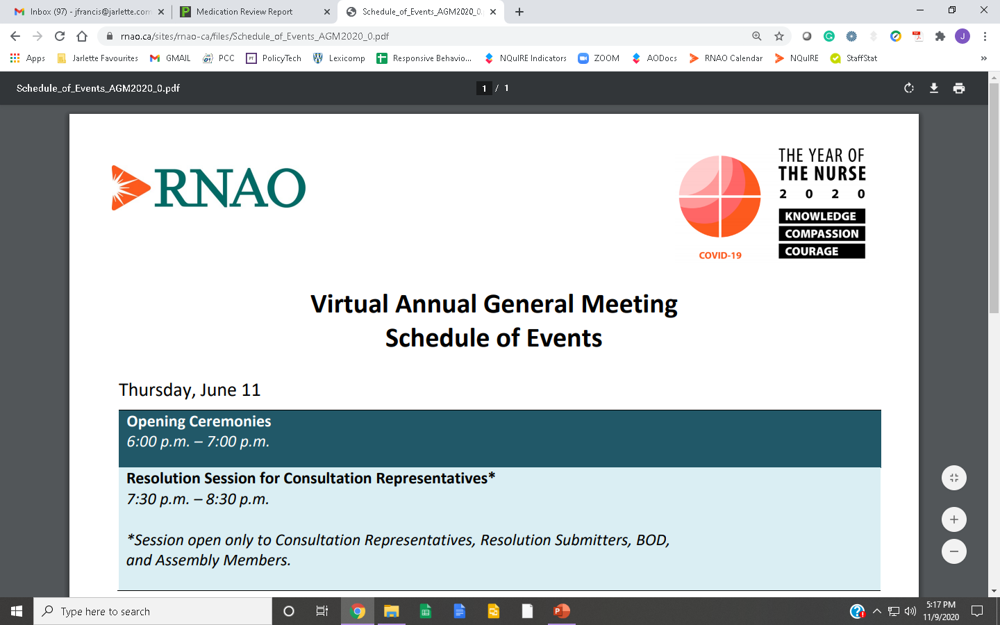 Inbox (97) - jfrancis@jarlette.com
Medication Review Report
Schedule_of_Events_AGM2020_0.p
rnao.ca/sites/rnao-ca/files/Schedule_of_Events_AGM2020_0.pdf
J
Apps
Jarlette Favourites
GMAIL
PCC
PT
PolicyTech
Lexicomp
Responsive Behavio...
NQuIRE Indicators
ZOOM
AODocs
RNAO Calendar
NQuIRE
StaffStat
»
Schedule_of_Events_AGM2020_0.pdf
1 / 1
RNAO
THE YEAR OF
THE NURSE
2 0 2 0
KNOWLEDGE
COMPASSION
COURAGE
COVID-19
Virtual Annual General Meeting
Schedule of Events
Thursday, June 11
Opening Ceremonies
6:00 p.m. – 7:00 p.m.
Resolution Session for Consultation Representatives*
7:30 p.m. – 8:30 p.m.
*Session open only to Consultation Representatives, Resolution Submitters, BOD,
and Assembly Members.
Type here to search
5:17 PM
11/9/2020